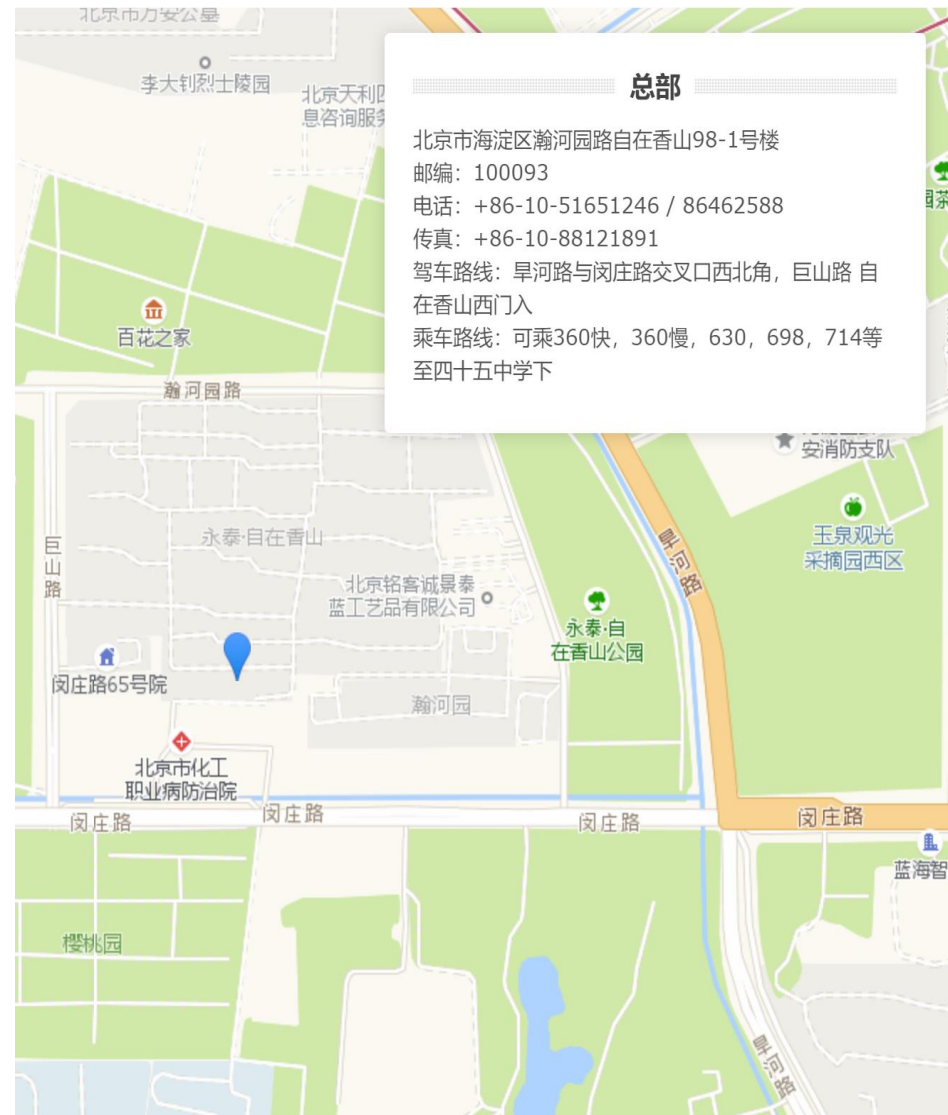 北京市万安公墓
李大钊烈士陵园
北京天利
息咨询服务
总部
北京市海淀区瀚河园路自在香山98-1号楼
邮编：100093
电话：+86-10-51651246 / 86462588
传真：+86-10-88121891
驾车路线：旱河路与闵庄路交叉口西北角，巨山路 自
在香山西门入
乘车路线：可乘360快，360慢，630，698，714等
至四十五中学下
百花之家
瀚河园路
安消防支队
玉泉观光
采摘园西区
巨山路
永泰·自在香山
旱河路
北京铭客诚景泰
蓝工艺品有限公司
永泰·自
在香山公园
闵庄路65号院
瀚河园
北京市化工
职业病防治院
闵庄路
闵庄路
闵庄路
闵庄路
蓝海智
樱桃园
旱河路